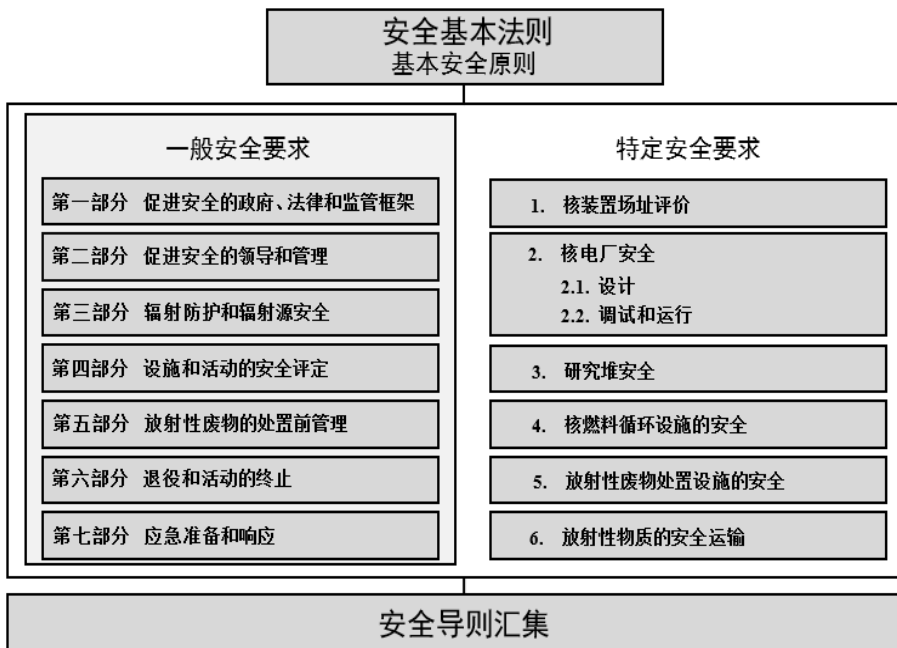 安全基本法则
基本安全原则
一般安全要求
第一部分 促进安全的政府、法律和监管框架
第二部分 促进安全的领导和管理
第三部分 辐射防护和辐射源安全
第四部分 设施和活动的安全评定
第五部分 放射性废物的处置前管理
第六部分 退役和活动的终止
第七部分 应急准备和响应
特定安全要求
1. 核装置场址评价
2. 核电厂安全
2.1. 设计
2.2. 调试和运行
3. 研究堆安全
4. 核燃料循环设施的安全
5. 放射性废物处置设施的安全
6. 放射性物质的安全运输
安全导则汇集